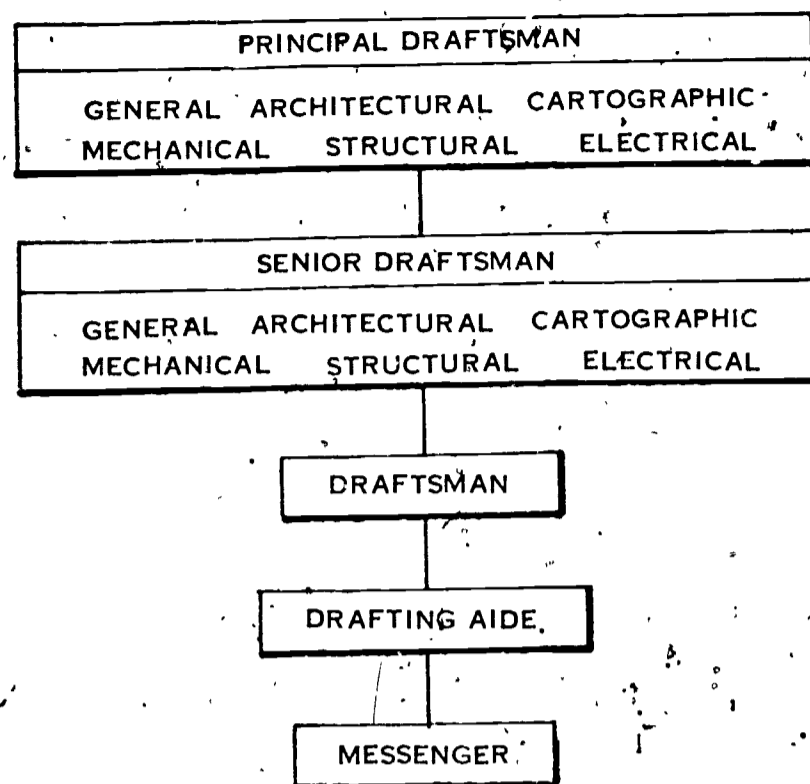 PRINCIPAL DRAFTSMAN
GENERAL ARCHITECTURAL CARTOGRAPHIC
MECHANICAL STRUCTURAL ELECTRICAL
SENIOR DRAFTSMAN
GENERAL ARCHITECTURAL CARTOGRAPHIC
MECHANICAL STRUCTURAL ELECTRICAL
DRAFTSMAN
DRAFTING AIDE
MESSENGER